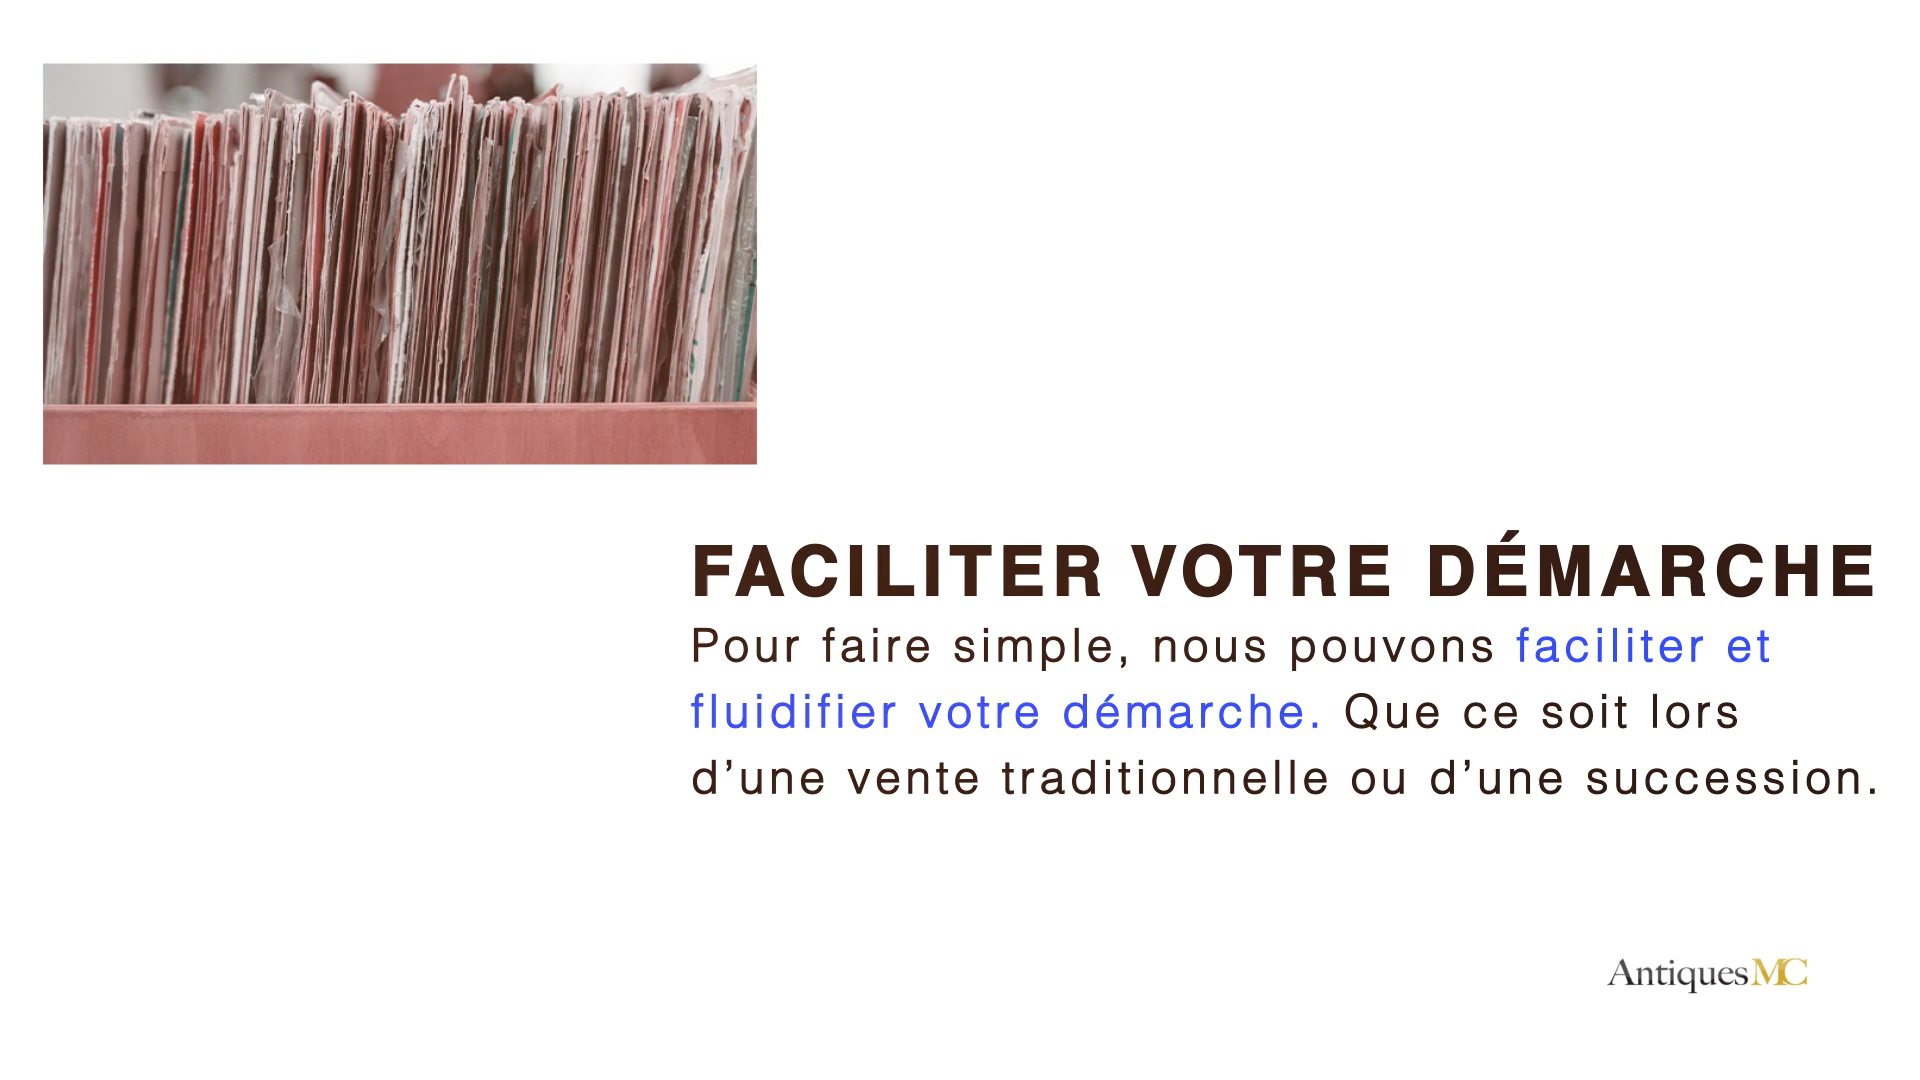 FACILITER VOTRE DÉMARCHE
Pour faire simple, nous pouvons faciliter et
fluidifier votre démarche. Que ce soit lors
d’une vente traditionnelle ou d’une succession.
AntiquesMC